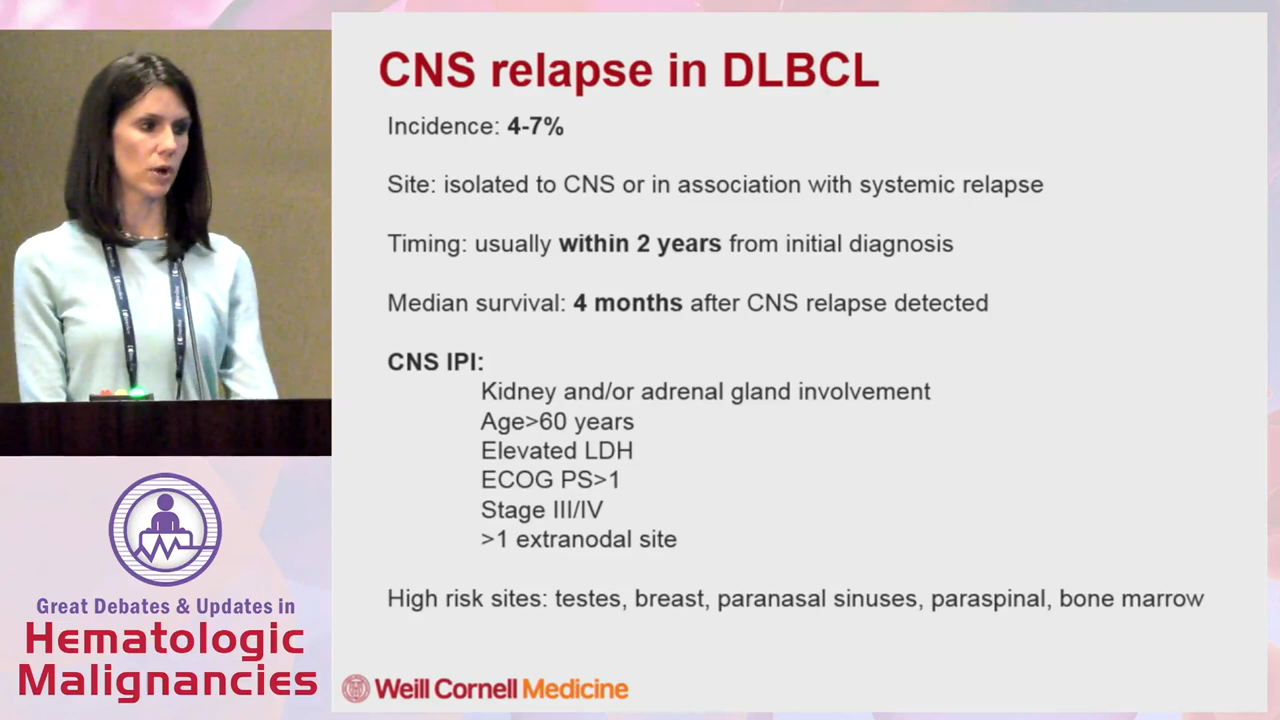 CNS relapse in DLBCL
Incidence: 4-7%
Site: isolated to CNS or in association with systemic relapse
Timing: usually within 2 years from initial diagnosis
Median survival: 4 months after CNS relapse detected
CNS IPI:
Kidney and/or adrenal gland involvement
Age>60 years
Elevated LDH
ECOG PS>1
Stage III/IV
>1 extranodal site
High risk sites: testes, breast, paranasal sinuses, paraspinal, bone marrow
Weill Cornell Medicine
Great Debates & Updates in
Hematologic
Malignancies